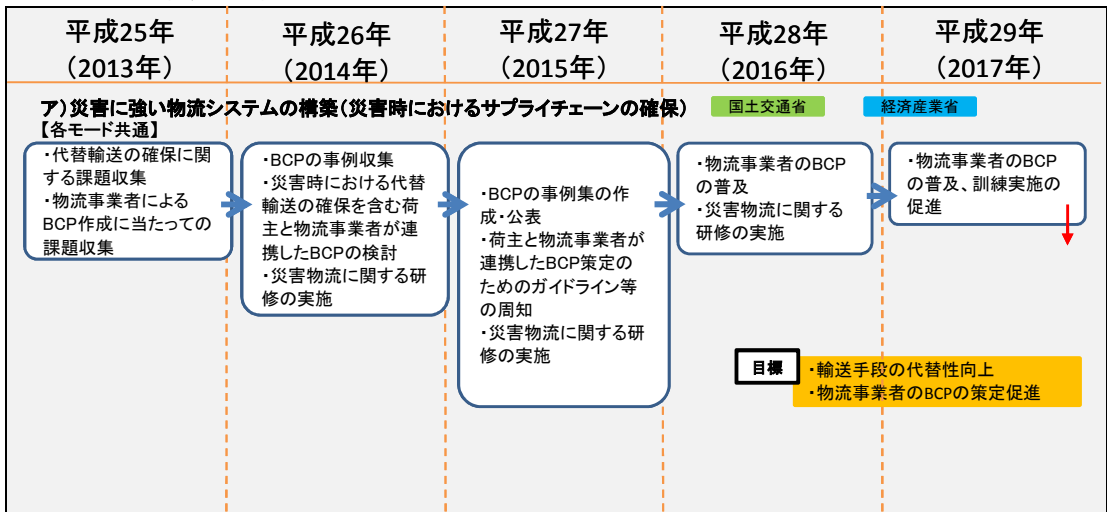 平成25年
(2013年)
平成26年
(2014年)
平成27年
(2015年)
平成28年
(2016年)
平成29年
(2017年)
ア)災害に強い物流システムの構築(災害時におけるサプライチェーンの確保)
国土交通省
経済産業省
【各モード共通】
・代替輸送の確保に関
する課題収集
・物流事業者による
BCP作成に当たっての
課題収集
・BCPの事例収集
・災害時における代替
輸送の確保を含む荷
主と物流事業者が連
携したBCPの検討
・災害物流に関する研
修の実施
・BCPの事例集の作
成・公表
・荷主と物流事業者が
連携したBCP策定の
ためのガイドライン等
の周知
・災害物流に関する研
修の実施
・物流事業者のBCP
の普及
・災害物流に関する
研修の実施
・物流事業者のBCP
の普及、訓練実施の
促進
目標
・輸送手段の代替性向上
・物流事業者のBCPの策定促進